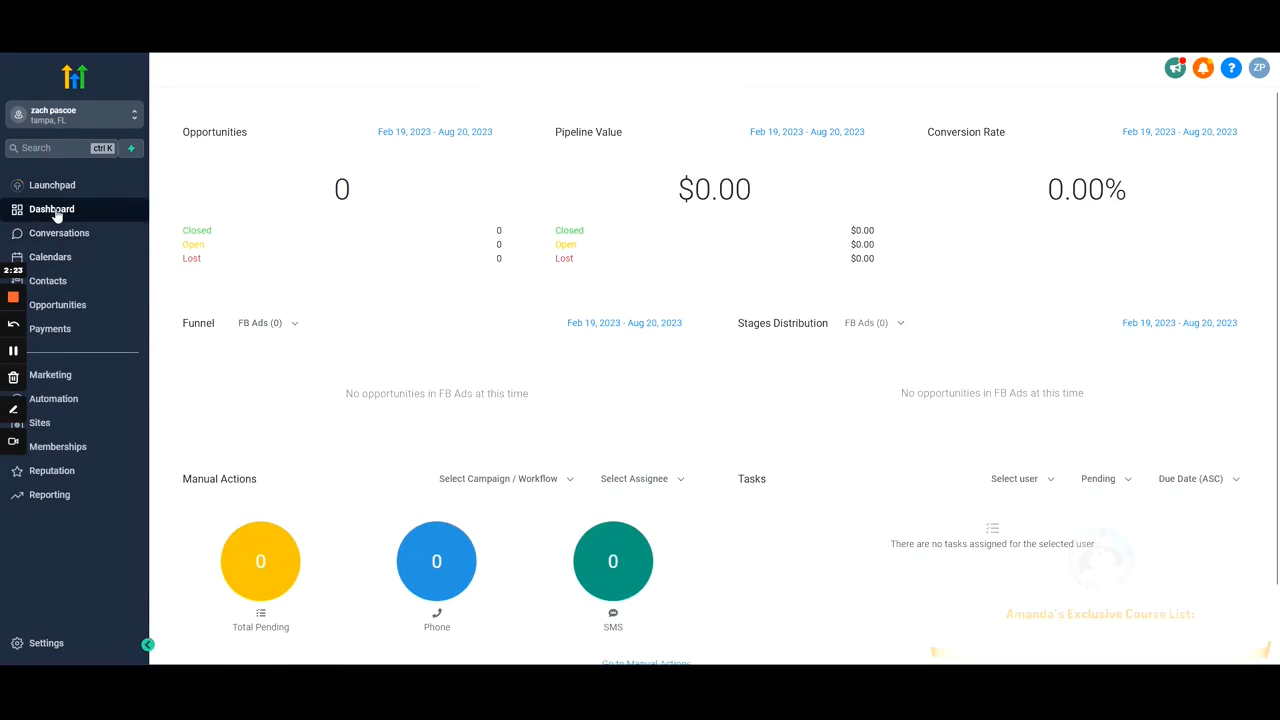 zach pascoe
tampa, FL
Search ctrl K
Launchpad
Dashboard
Conversations
Calendars
2:23
Contacts
Opportunities
Payments
Marketing
Automation
Sites
Memberships
Reputation
Reporting
Settings
? ZP
Opportunities Feb 19, 2023 - Aug 20, 2023
0
Closed 0
Open 0
Lost 0
Pipeline Value Feb 19, 2023 - Aug 20, 2023
$0.00
Closed $0.00
Open $0.00
Lost $0.00
Conversion Rate Feb 19, 2023 - Aug 20, 2023
0.00%
Funnel FB Ads (0) Feb 19, 2023 - Aug 20, 2023
No opportunities in FB Ads at this time
Stages Distribution FB Ads (0) Feb 19, 2023 - Aug 20, 2023
No opportunities in FB Ads at this time
Manual Actions Select Campaign / Workflow Select Assignee
0 0 0
Total Pending Phone SMS
Go to Manual Actions
Tasks Select user Pending Due Date (ASC)
There are no tasks assigned for the selected user
Amanda's Exclusive Course List: